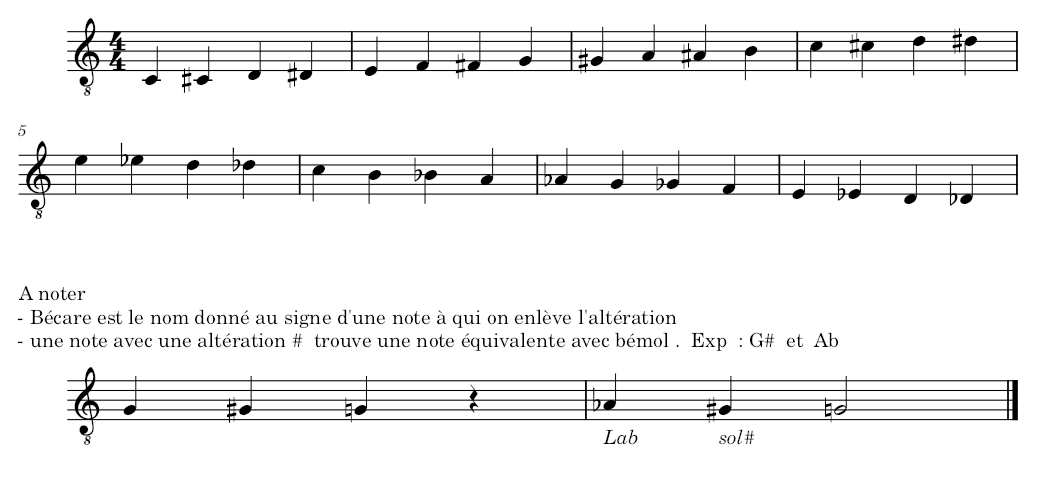 4
4
8
5
8
A noter
- Bécare est le nom donné au signe d'une note à qui on enlève l'altération
- une note avec une altération # trouve une note équivalente avec bémol . Exp : G# et Ab
8
Lab sol#